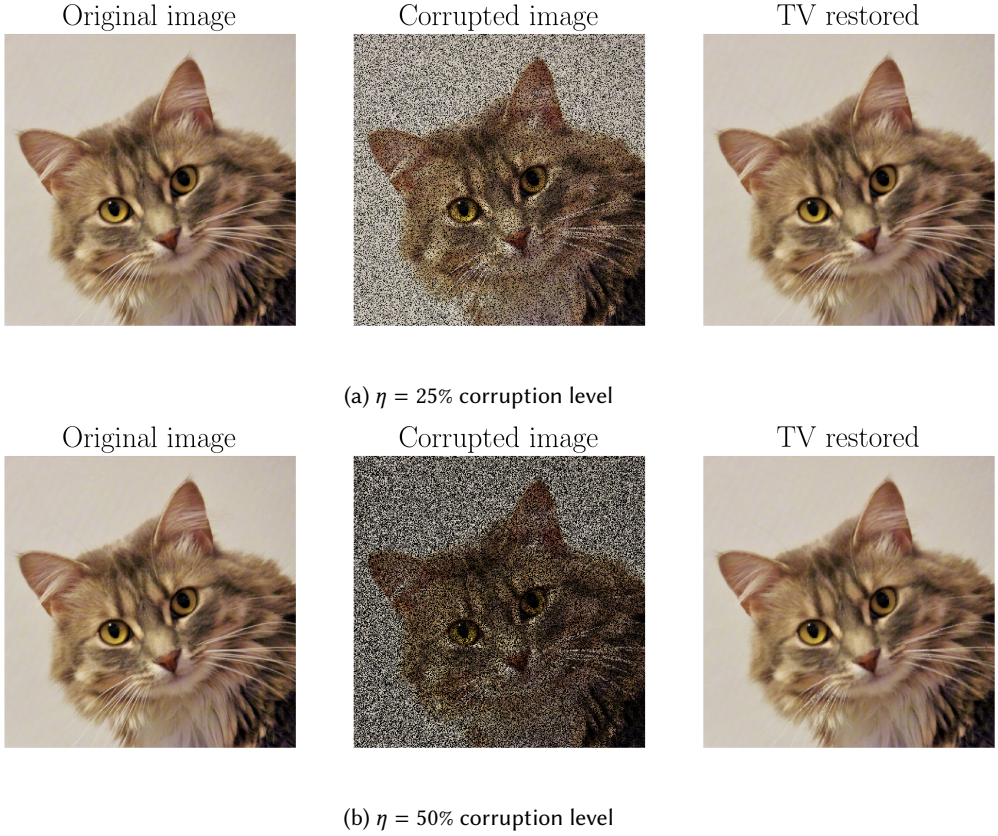 Original image Corrupted image TV restored
(a) η = 25% corruption level
Original image Corrupted image TV restored
(b) η = 50% corruption level